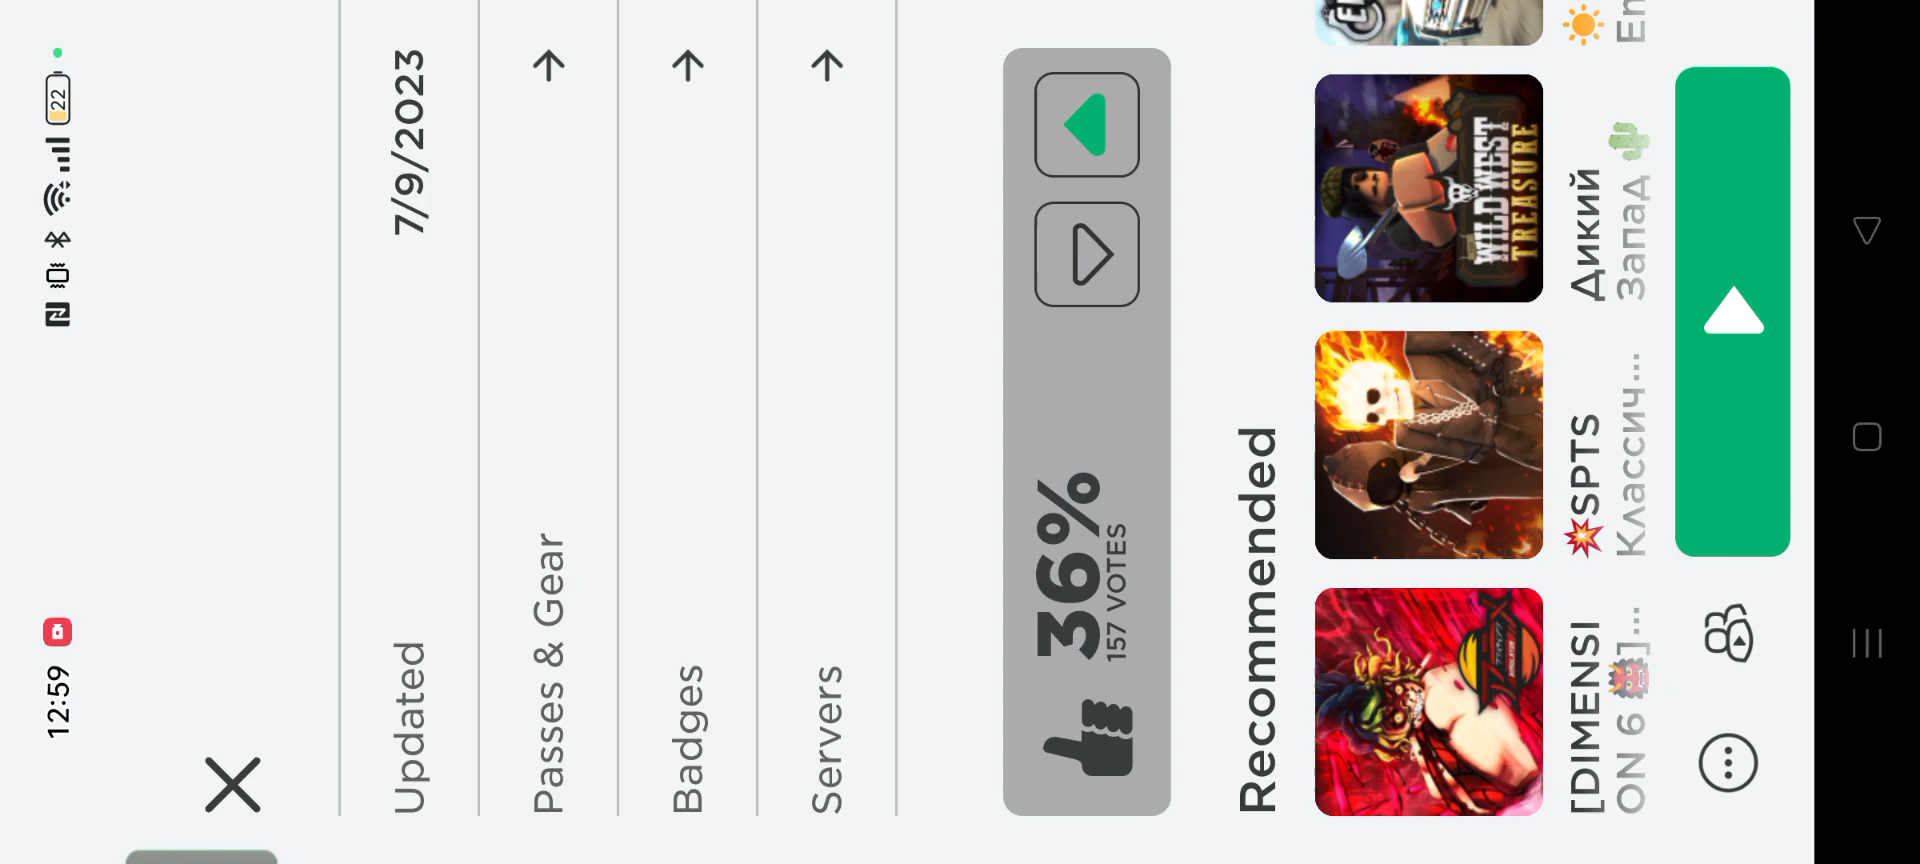 12:59
22
Updated
7/9/2023
Passes & Gear
Badges
Servers
36%
157 VOTES
Recommended
WILD WEST
TREASURE
[DIMENSI
ON 6 👹]...
💥SPTS
Классич...
Дикий
Запад 🌵